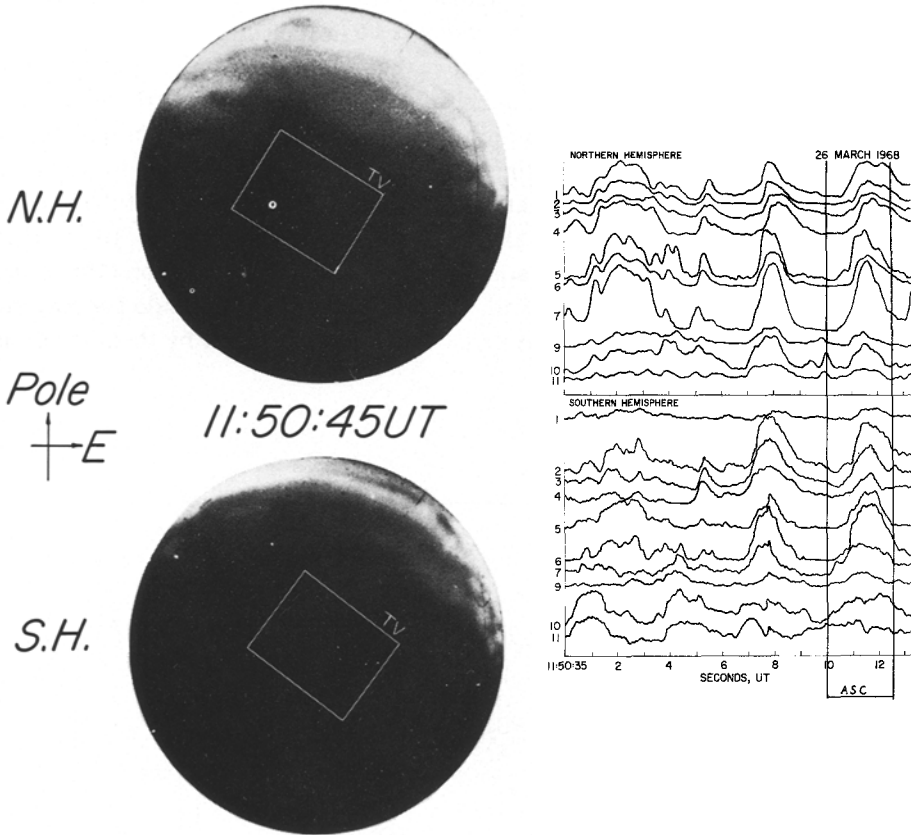 N.H.
TV
Pole
E
11:50:45UT
S.H.
TV
NORTHERN HEMISPHERE 26 MARCH 1968
1
2
3
4
5
6
7
9
10
11
SOUTHERN HEMISPHERE
1
2
3
4
5
6
7
9
10
11
11:50:35 2 4 6 8 10 12
SECONDS, UT
ASC